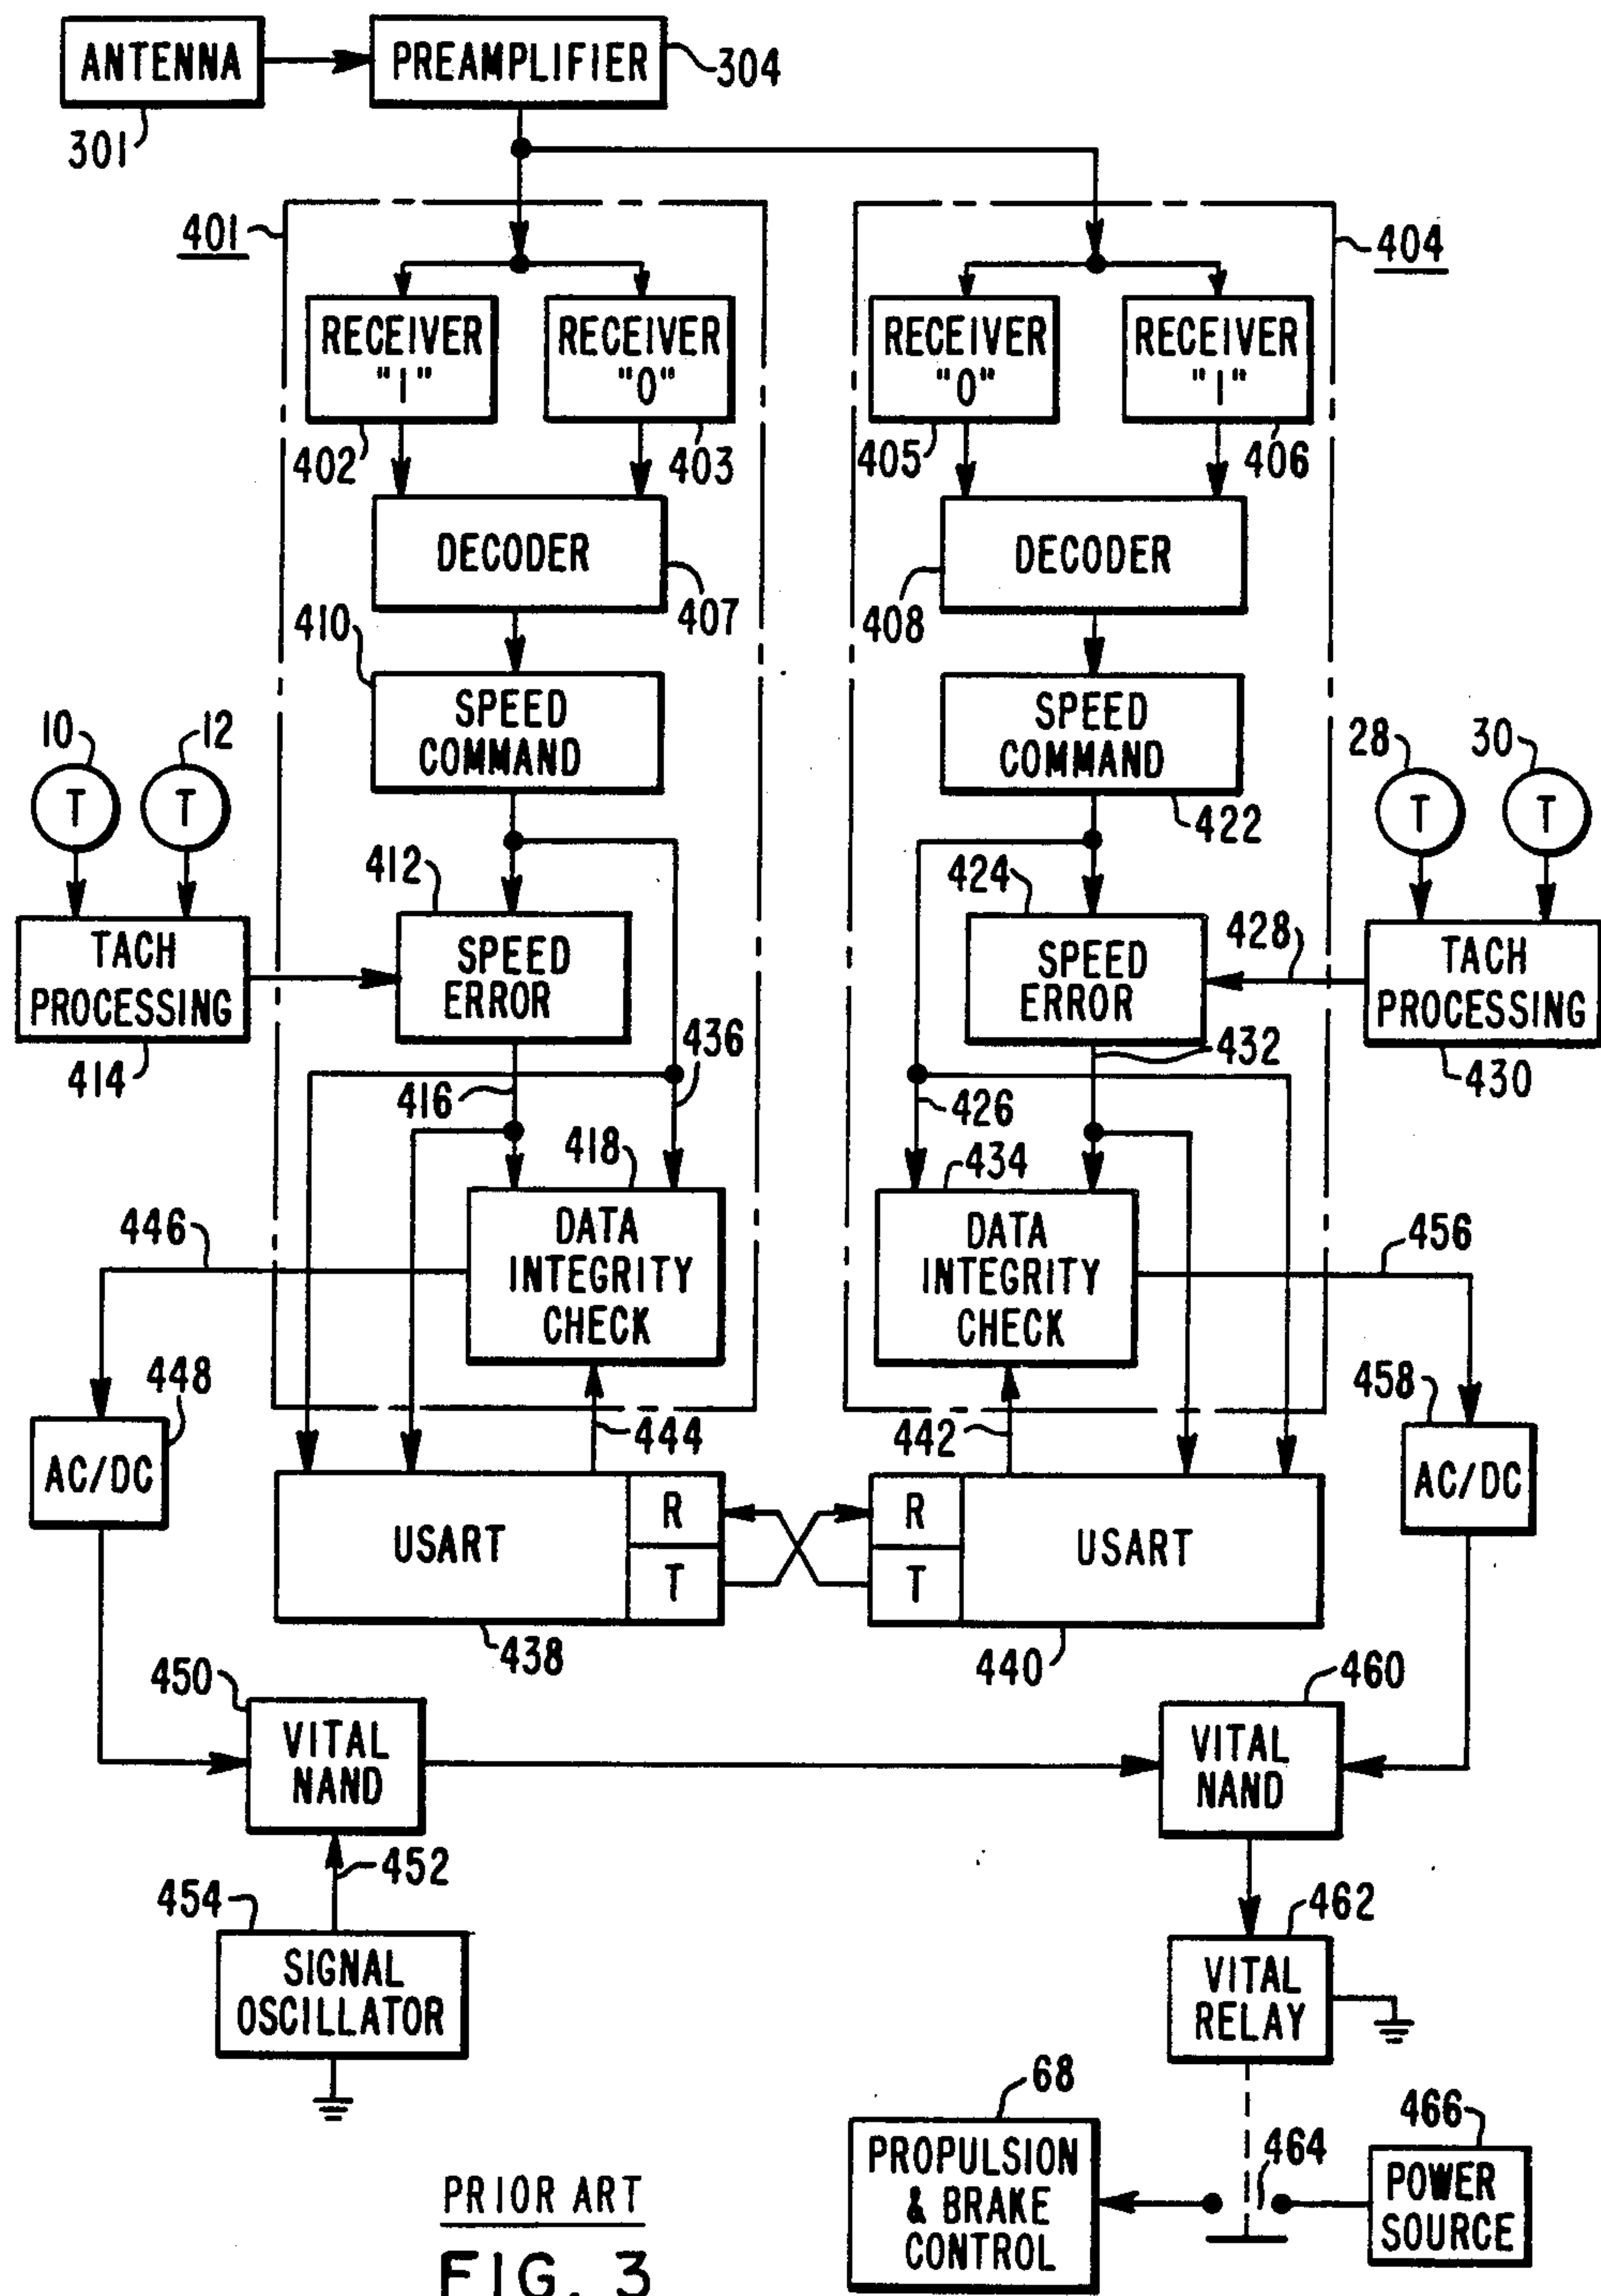 ANTENNA
PREAMPLIFIER
304
301
401
404
RECEIVER
"1"
RECEIVER
"0"
RECEIVER
"0"
RECEIVER
"1"
402
403
405
406
DECODER
DECODER
407
408
410
SPEED
COMMAND
SPEED
COMMAND
422
10
12
T
T
28
30
T
T
412
424
428
TACH
PROCESSING
414
SPEED
ERROR
SPEED
ERROR
TACH
PROCESSING
430
436
432
416
426
418
434
DATA
INTEGRITY
CHECK
DATA
INTEGRITY
CHECK
446
456
448
458
AC/DC
AC/DC
444
442
USART
R
T
R
T
USART
438
440
450
460
VITAL
NAND
VITAL
NAND
452
454
462
SIGNAL
OSCILLATOR
VITAL
RELAY
68
466
464
PROPULSION
& BRAKE
CONTROL
POWER
SOURCE
PRIOR ART
FIG. 3